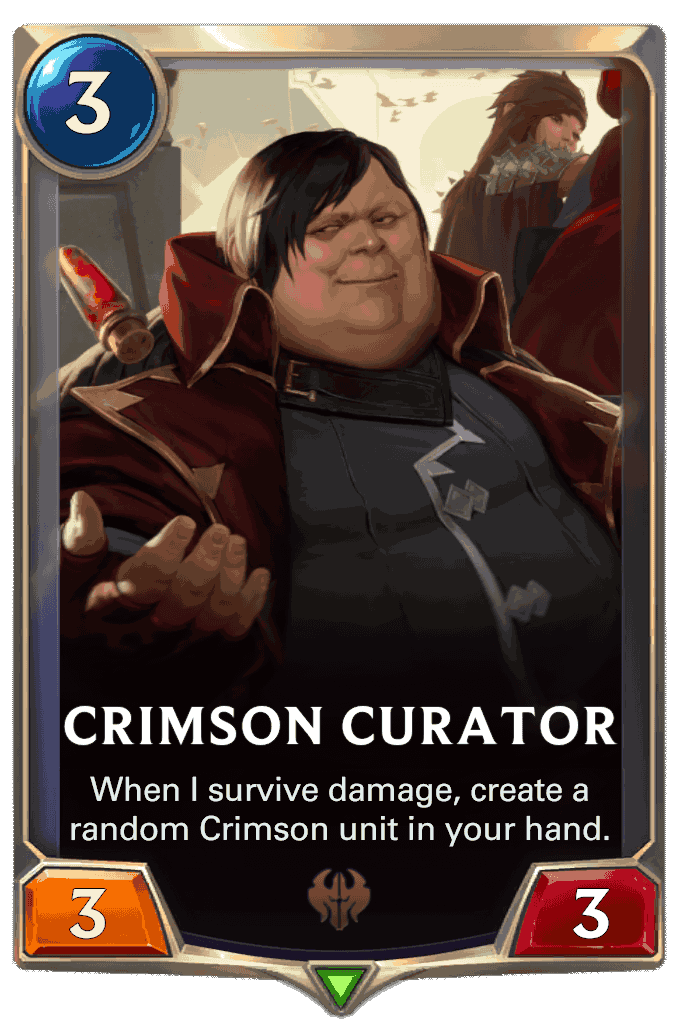 3
CRIMSON CURATOR
When I survive damage, create a
random Crimson unit in your hand.
3 3